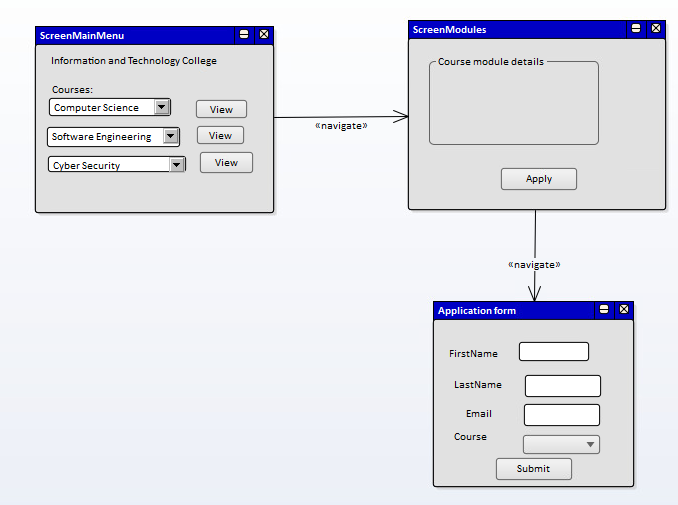 ScreenMainMenu
Information and Technology College
Courses:
Computer Science
View
Software Engineering
View
Cyber Security
View
«navigate»
ScreenModules
Course module details
Apply
«navigate»
Application form
FirstName
LastName
Email
Course
Submit